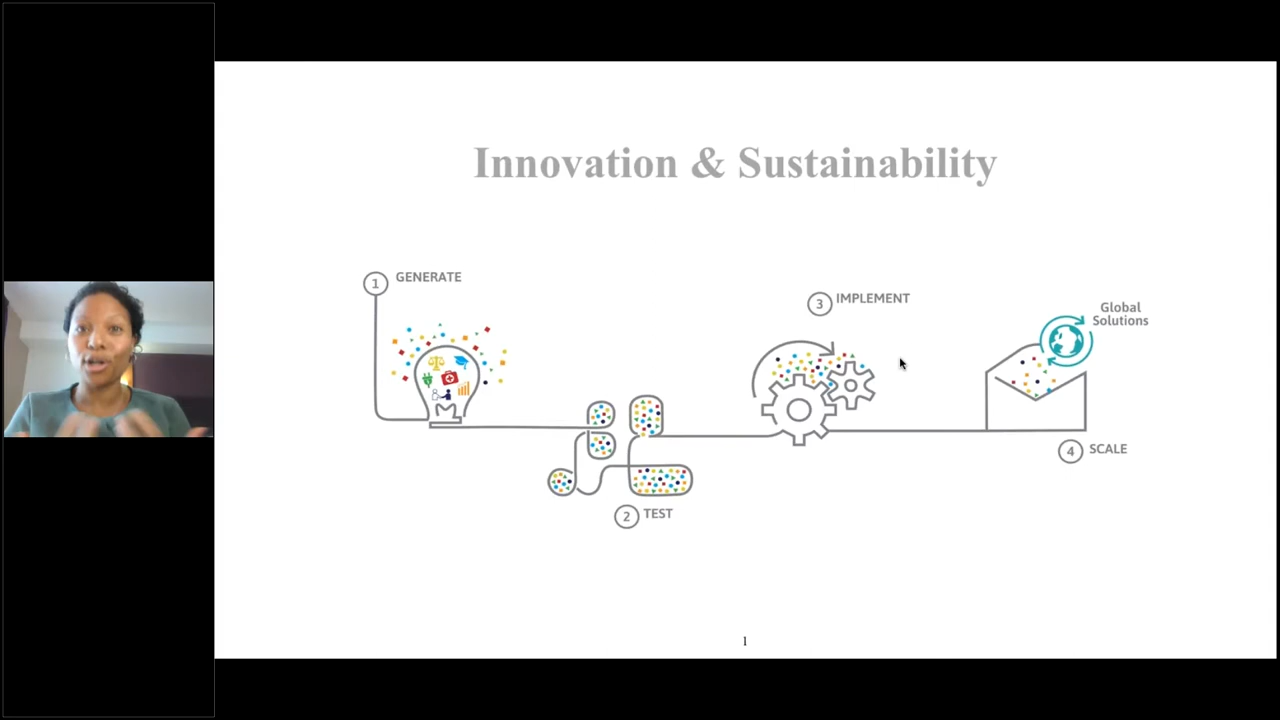 Innovation & Sustainability
1 GENERATE
3 IMPLEMENT
Global
Solutions
4 SCALE
2 TEST
1